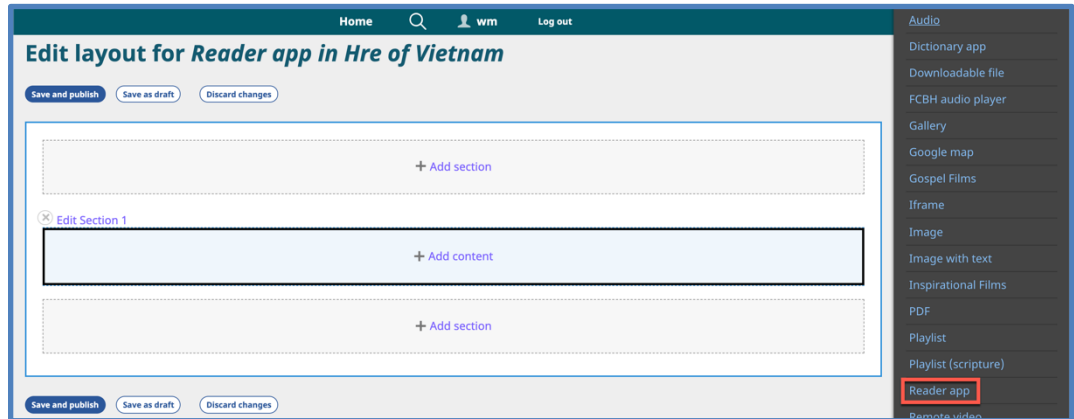 Home wm Log out
Edit layout for Reader app in Hre of Vietnam
Save and publish Save as draft Discard changes
+ Add section
Edit Section 1
+ Add content
+ Add section
Save and publish Save as draft Discard changes
Audio
Dictionary app
Downloadable file
FCBH audio player
Gallery
Google map
Gospel Films
Iframe
Image
Image with text
Inspirational Films
PDF
Playlist
Playlist (scripture)
Reader app
Remote video